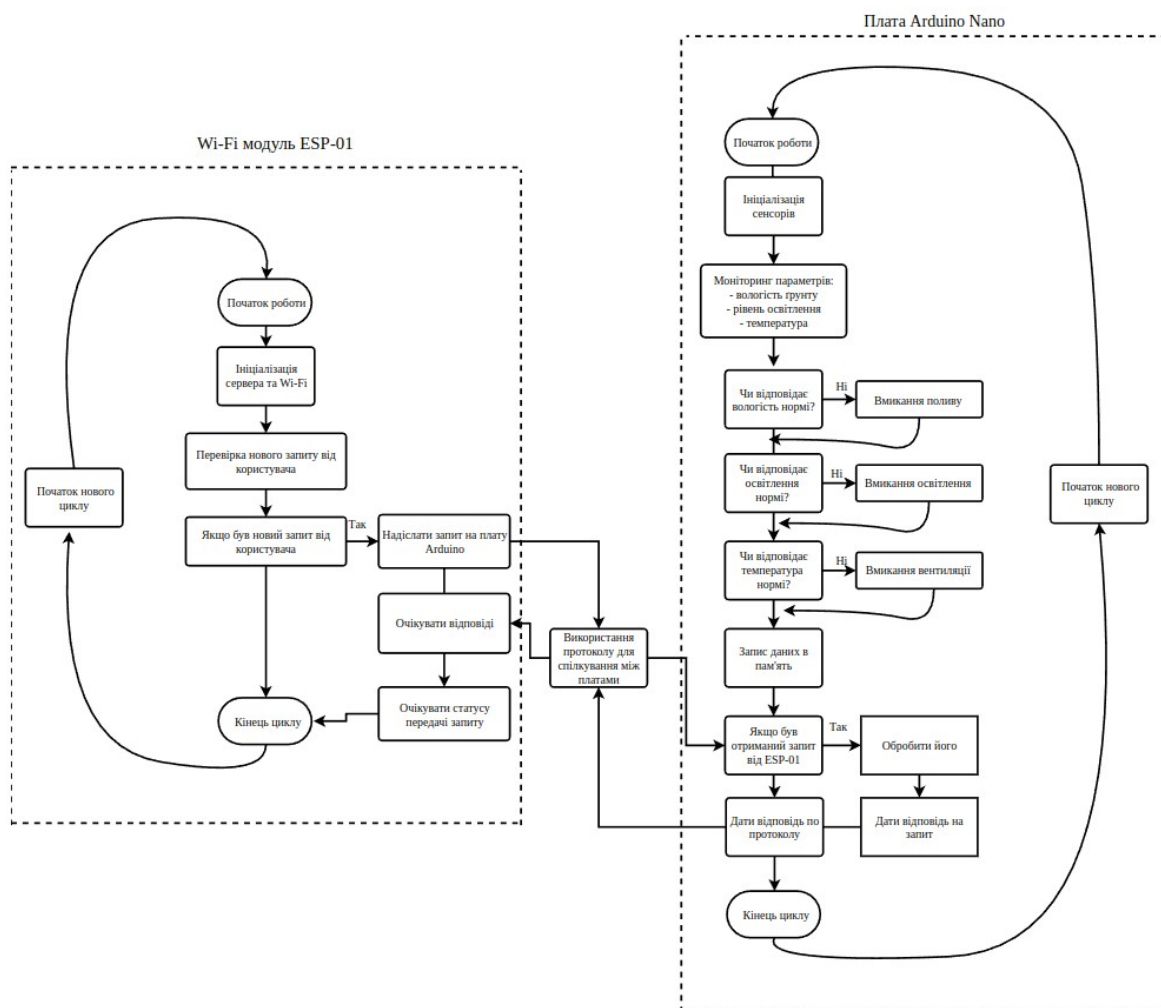 Плата Arduino Nano
Wi-Fi модуль ESP-01
Початок роботи
Ініціалізація
сервера та Wi-Fi
Перевірка нового запиту від
користувача
Якщо був новий запит від
користувача
Так
Надіслати запит на плату
Arduino
Очікувати відповіді
Очікувати статусу
передачі запиту
Кінець циклу
Початок нового
циклу
Використання
протоколу для
спілкування між
платами
Початок роботи
Ініціалізація
сенсорів
Моніторинг параметрів:
- вологість ґрунту
- рівень освітлення
- температура
Чи відповідає
вологість нормі?
Ні
Вмикання поливу
Чи відповідає
освітлення
нормі?
Ні
Вмикання освітлення
Чи відповідає
температура
нормі?
Ні
Вмикання вентиляції
Запис даних в
пам'ять
Якщо був
отриманий запит
від ESP-01
Так
Обробити його
Дати відповідь по
протоколу
Дати відповідь на
запит
Кінець циклу
Початок нового
циклу